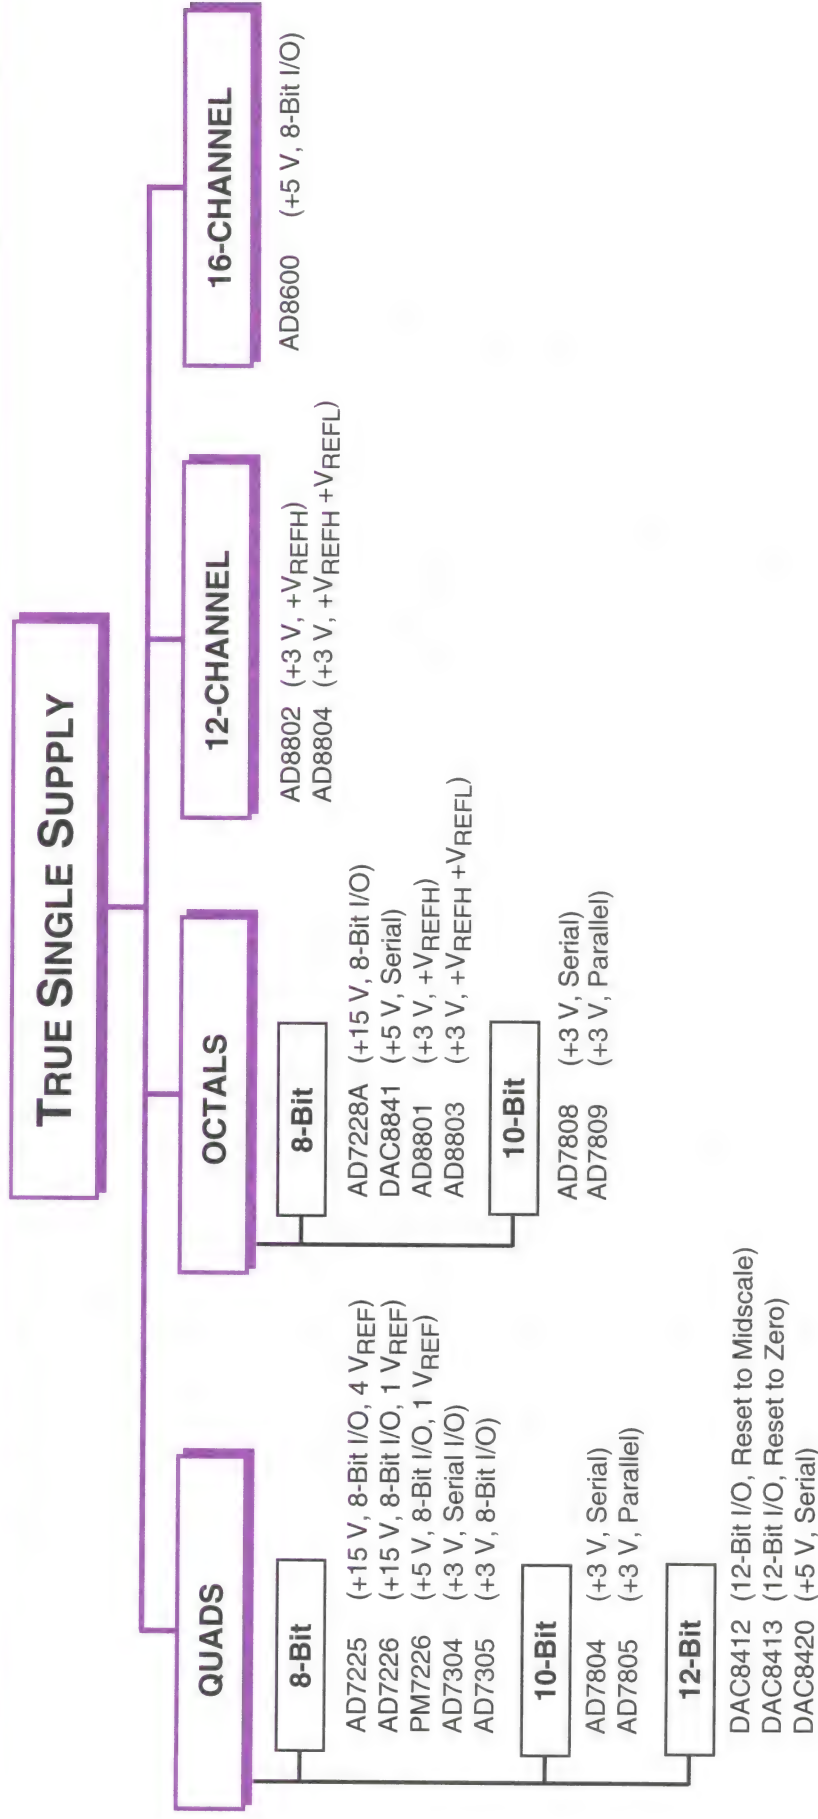 TRUE SINGLE SUPPLY
QUADS
8-Bit
AD7225 (+15 V, 8-Bit I/O, 4 VREF)
AD7226 (+15 V, 8-Bit I/O, 1 VREF)
PM7226 (+5 V, 8-Bit I/O, 1 VREF)
AD7304 (+3 V, Serial I/O)
AD7305 (+3 V, 8-Bit I/O)
10-Bit
AD7804 (+3 V, Serial)
AD7805 (+3 V, Parallel)
12-Bit
DAC8412 (12-Bit I/O, Reset to Midscale)
DAC8413 (12-Bit I/O, Reset to Zero)
DAC8420 (+5 V, Serial)
OCTALS
8-Bit
AD7228A (+15 V, 8-Bit I/O)
DAC8841 (+5 V, Serial)
AD8801 (+3 V, +VREFH)
AD8803 (+3 V, +VREFH +VREFL)
10-Bit
AD7808 (+3 V, Serial)
AD7809 (+3 V, Parallel)
12-CHANNEL
AD8802 (+3 V, +VREFH)
AD8804 (+3 V, +VREFH +VREFL)
16-CHANNEL
AD8600 (+5 V, 8-Bit I/O)